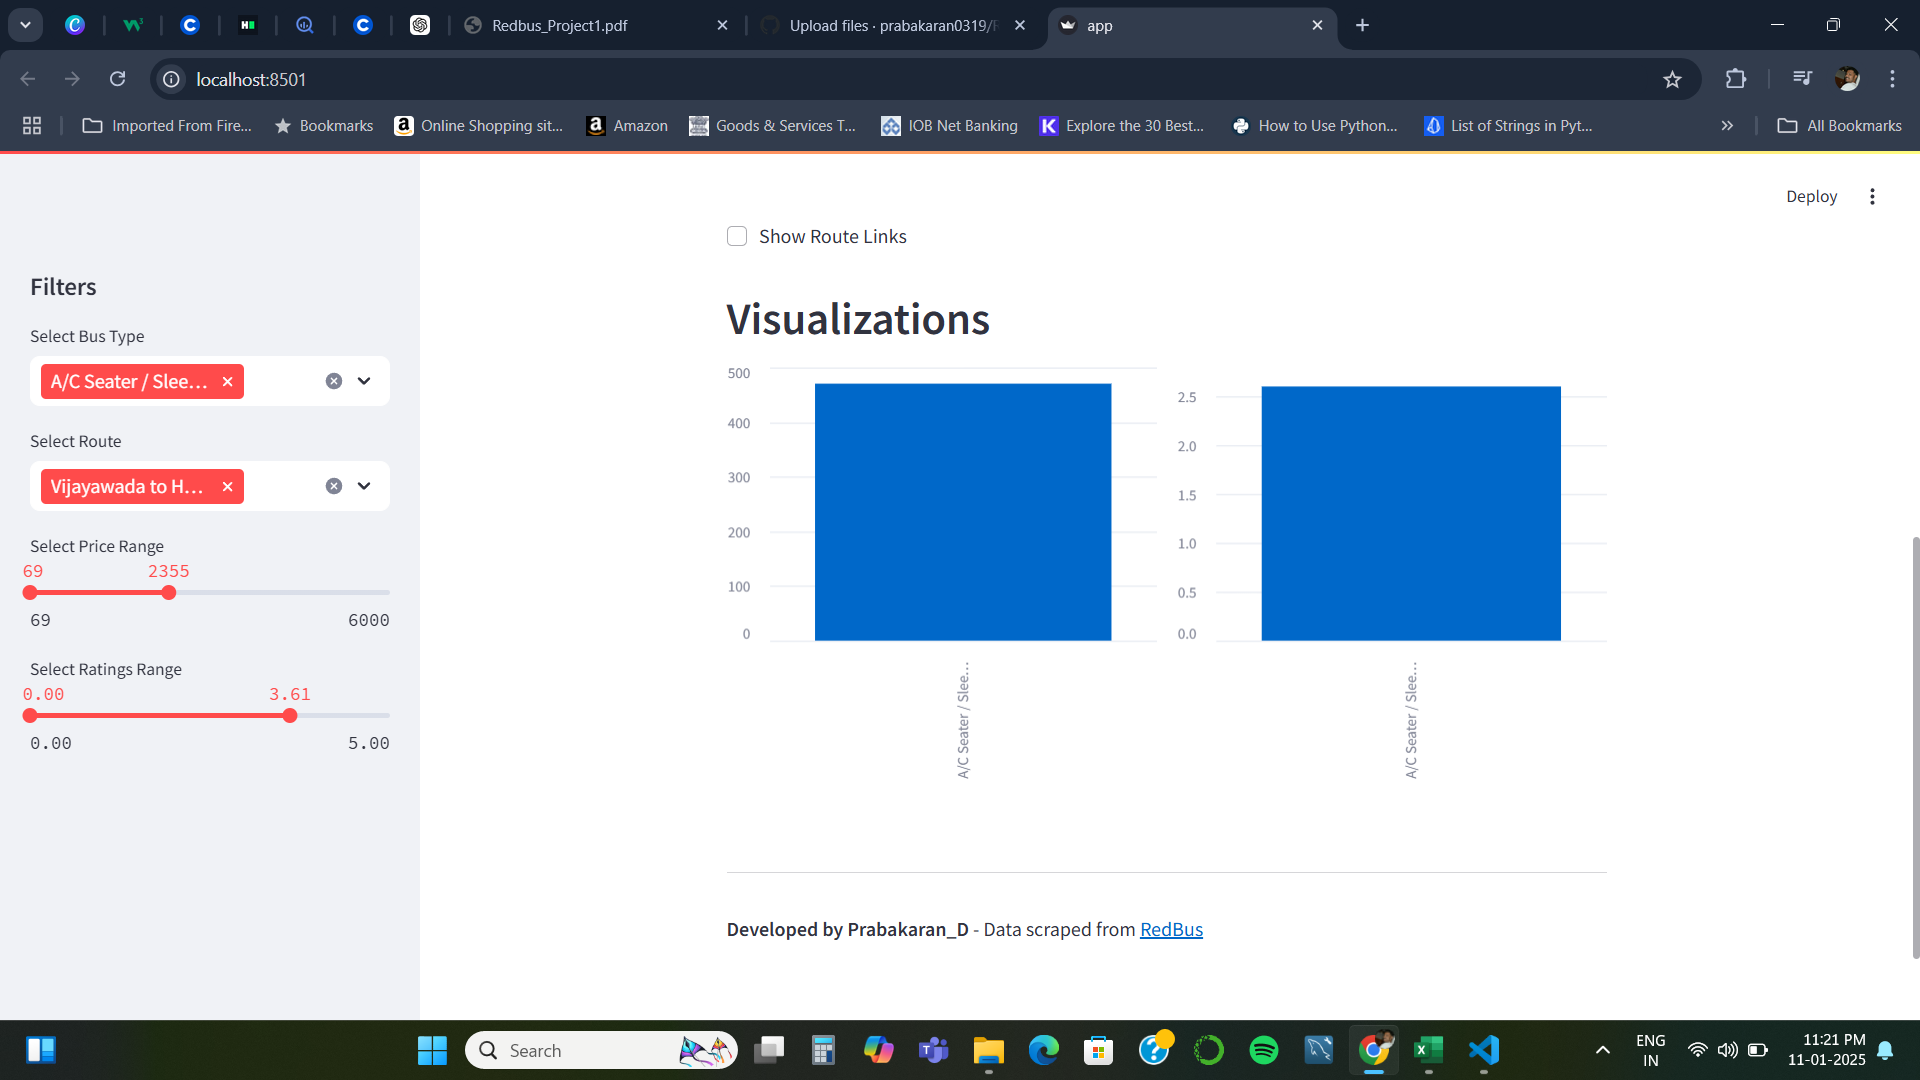 Redbus_Project1.pdf
Upload files · prabakaran0319/
app
localhost:8501
Imported From Fire...
Bookmarks
Online Shopping sit...
Amazon
Goods & Services T...
IOB Net Banking
Explore the 30 Best...
How to Use Python...
List of Strings in Pyt...
All Bookmarks
Deploy
Filters
Select Bus Type
A/C Seater / Slee...
Select Route
Vijayawada to H...
Select Price Range
69 2355
69 6000
Select Ratings Range
0.00 3.61
0.00 5.00
Show Route Links
Visualizations
500
400
300
200
100
0
A/C Seater / Slee...
2.5
2.0
1.5
1.0
0.5
0.0
A/C Seater / Slee...
Developed by Prabakaran_D - Data scraped from RedBus
Search
ENG
IN
11:21 PM
11-01-2025